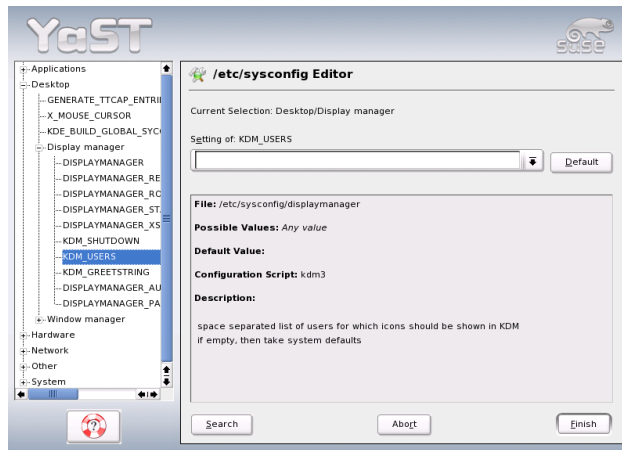 YaST
SuSE
Applications
Desktop
GENERATE_TTCAP_ENTRI
X_MOUSE_CURSOR
KDE_BUILD_GLOBAL_SYC
Display manager
DISPLAYMANAGER
DISPLAYMANAGER_RE
DISPLAYMANAGER_RO
DISPLAYMANAGER_ST
DISPLAYMANAGER_XS
KDM_SHUTDOWN
KDM_USERS
KDM_GREETSTRING
DISPLAYMANAGER_AU
DISPLAYMANAGER_PA
Window manager
Hardware
Network
Other
System
/etc/sysconfig Editor
Current Selection: Desktop/Display manager
Setting of: KDM_USERS
Default
File: /etc/sysconfig/displaymanager
Possible Values: Any value
Default Value:
Configuration Script: kdm3
Description:
space separated list of users for which icons should be shown in KDM
if empty, then take system defaults
Search
Abort
Finish